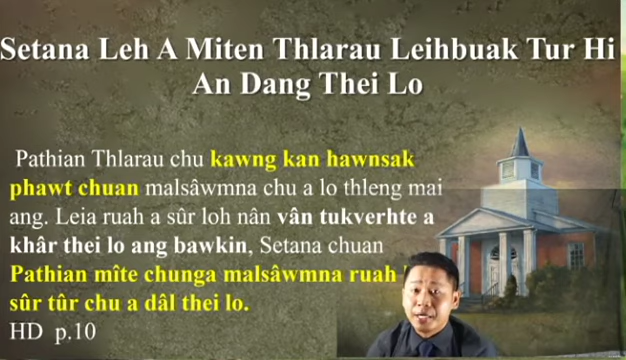 Setana Leh A Miten Thlarau Leihbuak Tur Hi
An Dang Thei Lo
Pathian Thlarau chu kawng kan hawnsak
phawt chuan malsâwmna chu a lo thleng mai
ang. Leia ruah a sûr loh nân vân tukverhte a
khâr thei lo ang bawkin, Setana chuan
Pathian mîte chunga malsâwmna ruah
sûr tûr chu a dâl thei lo.
HD p.10